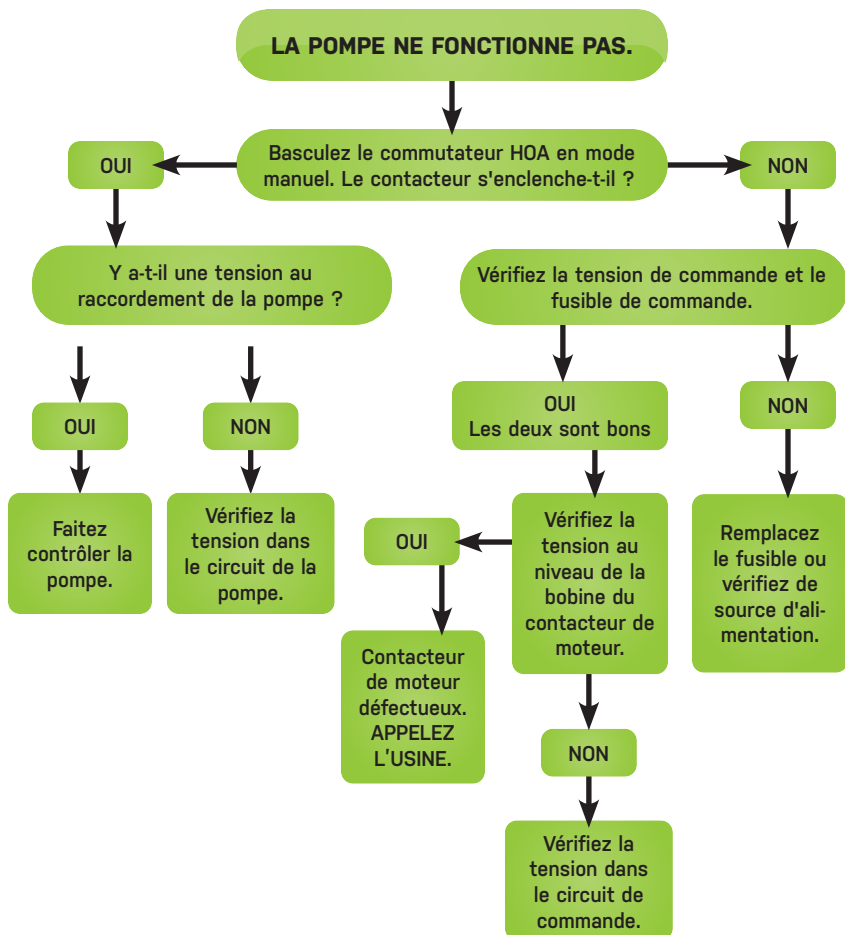 LA POMPE NE FONCTIONNE PAS.
Basculez le commutateur HOA en mode
manuel. Le contacteur s'enclenche-t-il ?
OUI
NON
Y a-t-il une tension au
raccordement de la pompe ?
Vérifiez la tension de commande et le
fusible de commande.
OUI
NON
OUI
Les deux sont bons
NON
Faitez
contrôler la
pompe.
Vérifiez la
tension dans
le circuit de la
pompe.
OUI
Vérifiez la
tension au
niveau de la
bobine du
contacteur de
moteur.
Remplacez
le fusible ou
vérifiez de
source d'ali-
mentation.
Contacteur
de moteur
défectueux.
APPELEZ
L'USINE.
NON
Vérifiez la
tension dans
le circuit de
commande.